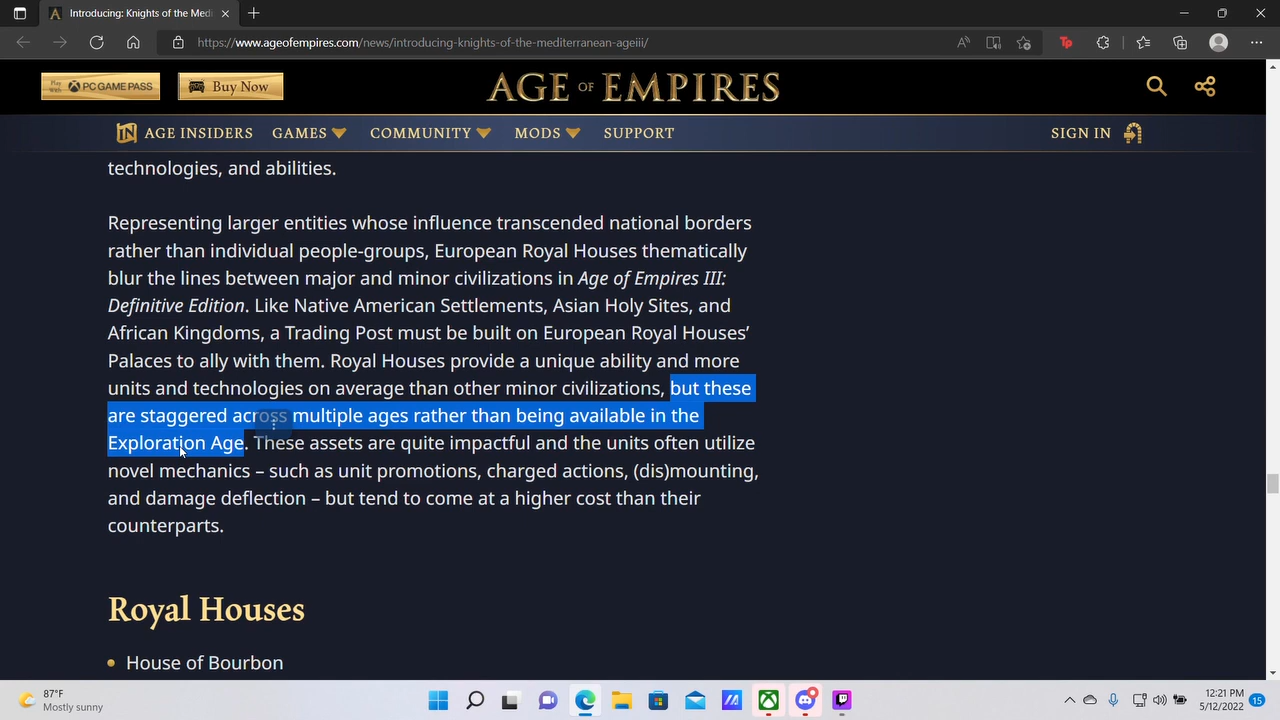 Introducing: Knights of the Medi
https://www.ageofempires.com/news/introducing-knights-of-the-mediterranean-ageiii/
Play With PC GAME PASS
Buy Now
AGE OF EMPIRES
AGE INSIDERS GAMES COMMUNITY MODS SUPPORT SIGN IN
technologies, and abilities.
Representing larger entities whose influence transcended national borders
rather than individual people-groups, European Royal Houses thematically
blur the lines between major and minor civilizations in Age of Empires III:
Definitive Edition. Like Native American Settlements, Asian Holy Sites, and
African Kingdoms, a Trading Post must be built on European Royal Houses’
Palaces to ally with them. Royal Houses provide a unique ability and more
units and technologies on average than other minor civilizations, but these
are staggered across multiple ages rather than being available in the
Exploration Age. These assets are quite impactful and the units often utilize
novel mechanics – such as unit promotions, charged actions, (dis)mounting,
and damage deflection – but tend to come at a higher cost than their
counterparts.
Royal Houses
House of Bourbon
87°F
Mostly sunny
12:21 PM
5/12/2022
15